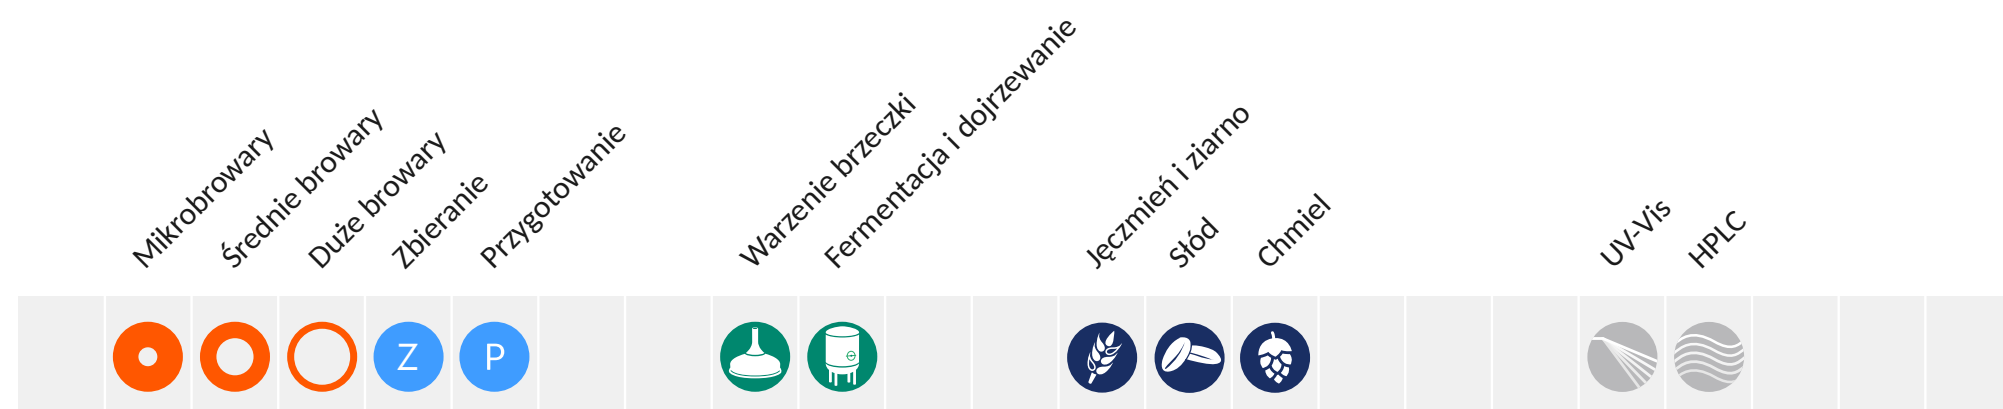 Mikrobrowary
Średnie browary
Duże browary
Zbieranie
Przygotowanie
Warzenie brzeczki
Fermentacja i dojrzewanie
Jęczmień i ziarno
Słód
Chmiel
UV-Vis
HPLC
Z
P